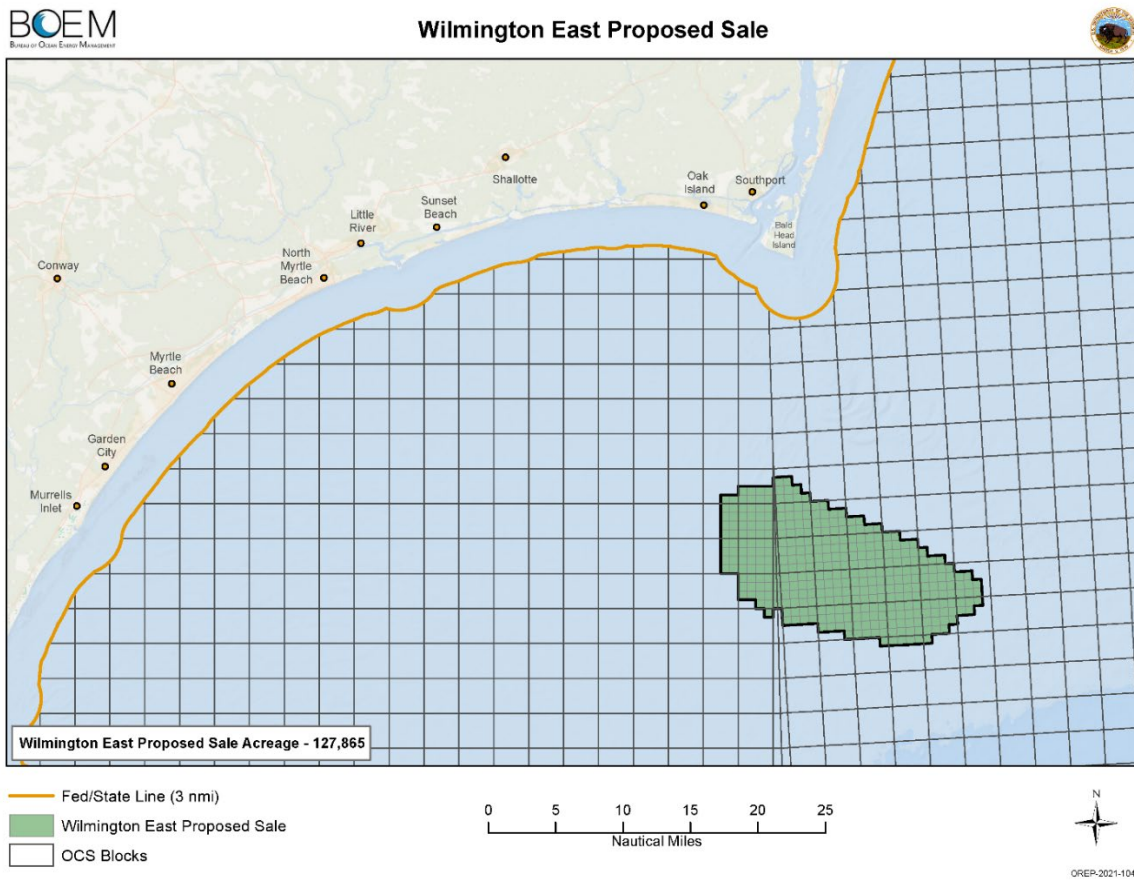 BOEM
BUREAU OF OCEAN ENERGY MANAGEMENT
Wilmington East Proposed Sale
Shallotte
Oak
Island
Southport
Sunset
Beach
Little
River
Bald
Head
Island
North
Myrtle
Beach
Conway
Myrtle
Beach
Garden
City
Murrells
Inlet
Wilmington East Proposed Sale Acreage - 127,865
Fed/State Line (3 nmi)
Wilmington East Proposed Sale
OCS Blocks
0 5 10 15 20 25
Nautical Miles
N
OREP-2021-104